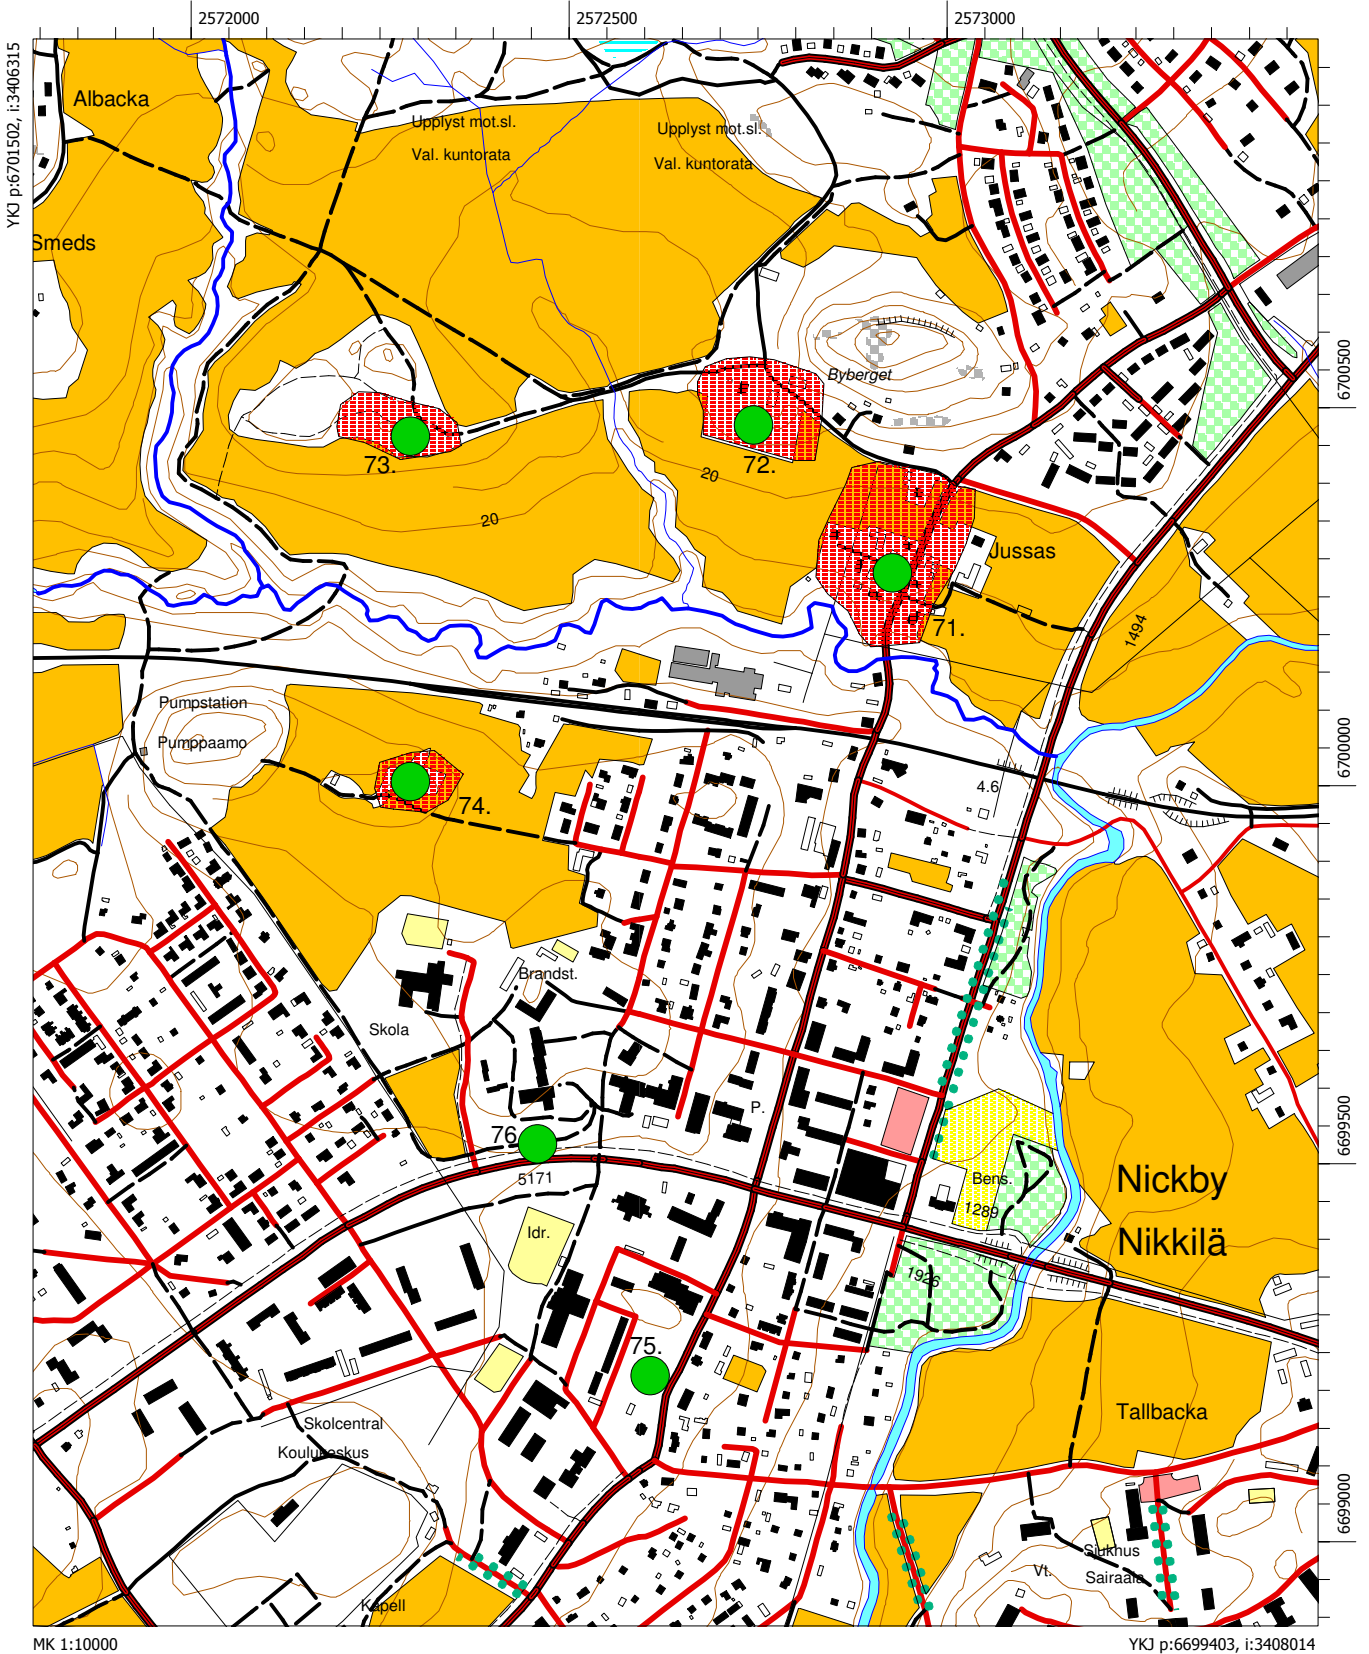 2572000
2572500
2573000
YKJ p:6701502, i:3406315
Albacka
Upplyst mot.sl.
Val. kuntorata
Upplyst mot.sl.
Val. kuntorata
Smeds
Byberget
6700500
73.
72.
20
20
Jussas
71.
1494
Pumpstation
Pumppaamo
6700000
4.6
74.
Brandst.
Skola
P.
76
6699500
5171
Bens.
1289
Nickby
Nikkilä
Idr.
1926
75.
Tallbacka
Skolcentral
Koulukeskus
6699000
Sjukhus
Sairaala
Vt.
Kapell
MK 1:10000
YKJ p:6699403, i:3408014